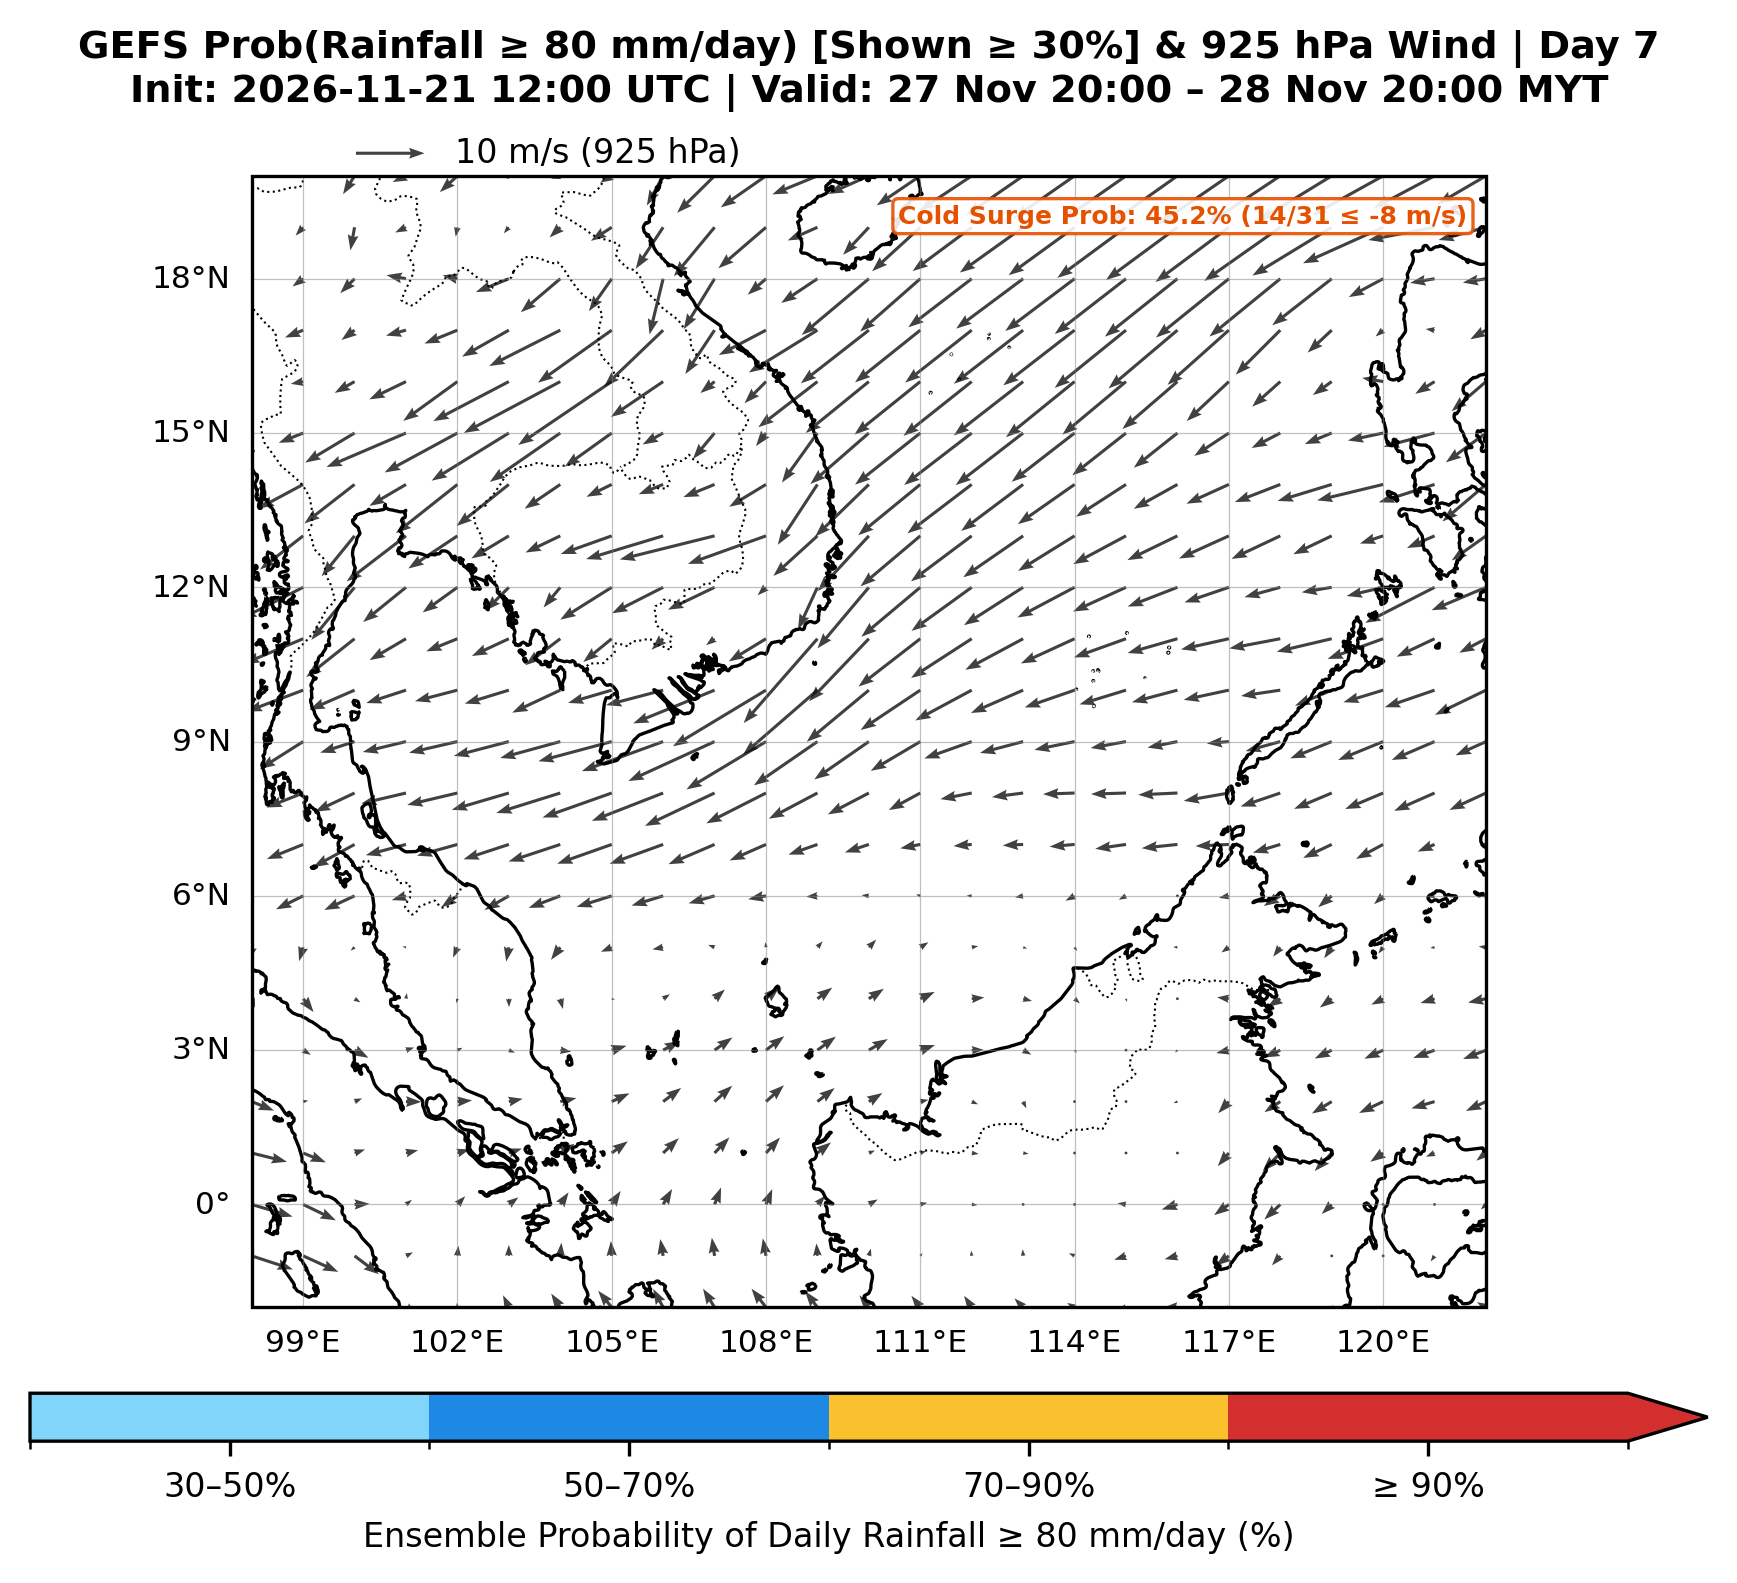 GEFS Prob(Rainfall ≥ 80 mm/day) [Shown ≥ 30%] & 925 hPa Wind | Day 7
Init: 2026-11-21 12:00 UTC | Valid: 27 Nov 20:00 – 28 Nov 20:00 MYT
10 m/s (925 hPa)
Cold Surge Prob: 45.2% (14/31 ≤ -8 m/s)
18°N
15°N
12°N
9°N
6°N
3°N
0°
99°E 102°E 105°E 108°E 111°E 114°E 117°E 120°E
30–50% 50–70% 70–90% ≥ 90%
Ensemble Probability of Daily Rainfall ≥ 80 mm/day (%)